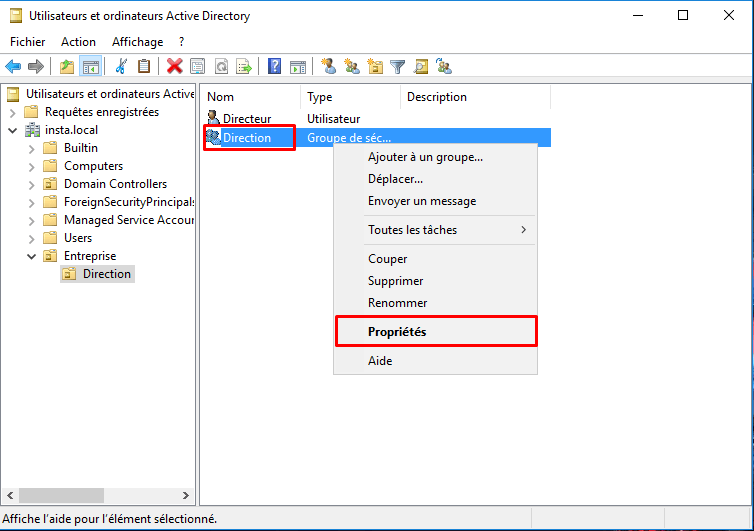 Utilisateurs et ordinateurs Active Directory
Fichier Action Affichage ?
Utilisateurs et ordinateurs Active
Requêtes enregistrées
insta.local
Builtin
Computers
Domain Controllers
ForeignSecurityPrincipals
Managed Service Accour
Users
Entreprise
Direction
Nom Type Description
Directeur Utilisateur
Direction Groupe de séc...
Ajouter à un groupe...
Déplacer...
Envoyer un message
Toutes les tâches
Couper
Supprimer
Renommer
Propriétés
Aide
Affiche l'aide pour l'élément sélectionné.